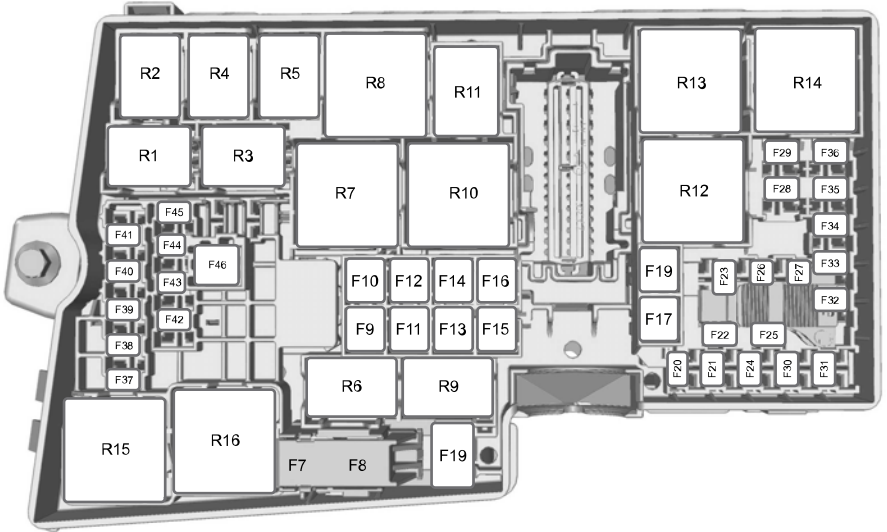 R2 R4 R5 R8 R11 R13 R14
R1 R3 F29 F36
R7 R10 R12 F28 F35
F45 F41 F44 F34
F46 F40 F43 F10 F12 F14 F16 F19 F23 F26 F27 F33
F39 F42 F9 F11 F13 F15 F17 F32
F38 F22 F25
F37 R6 R9 F20 F21 F24 F30 F31
R15 R16 F7 F8 F19